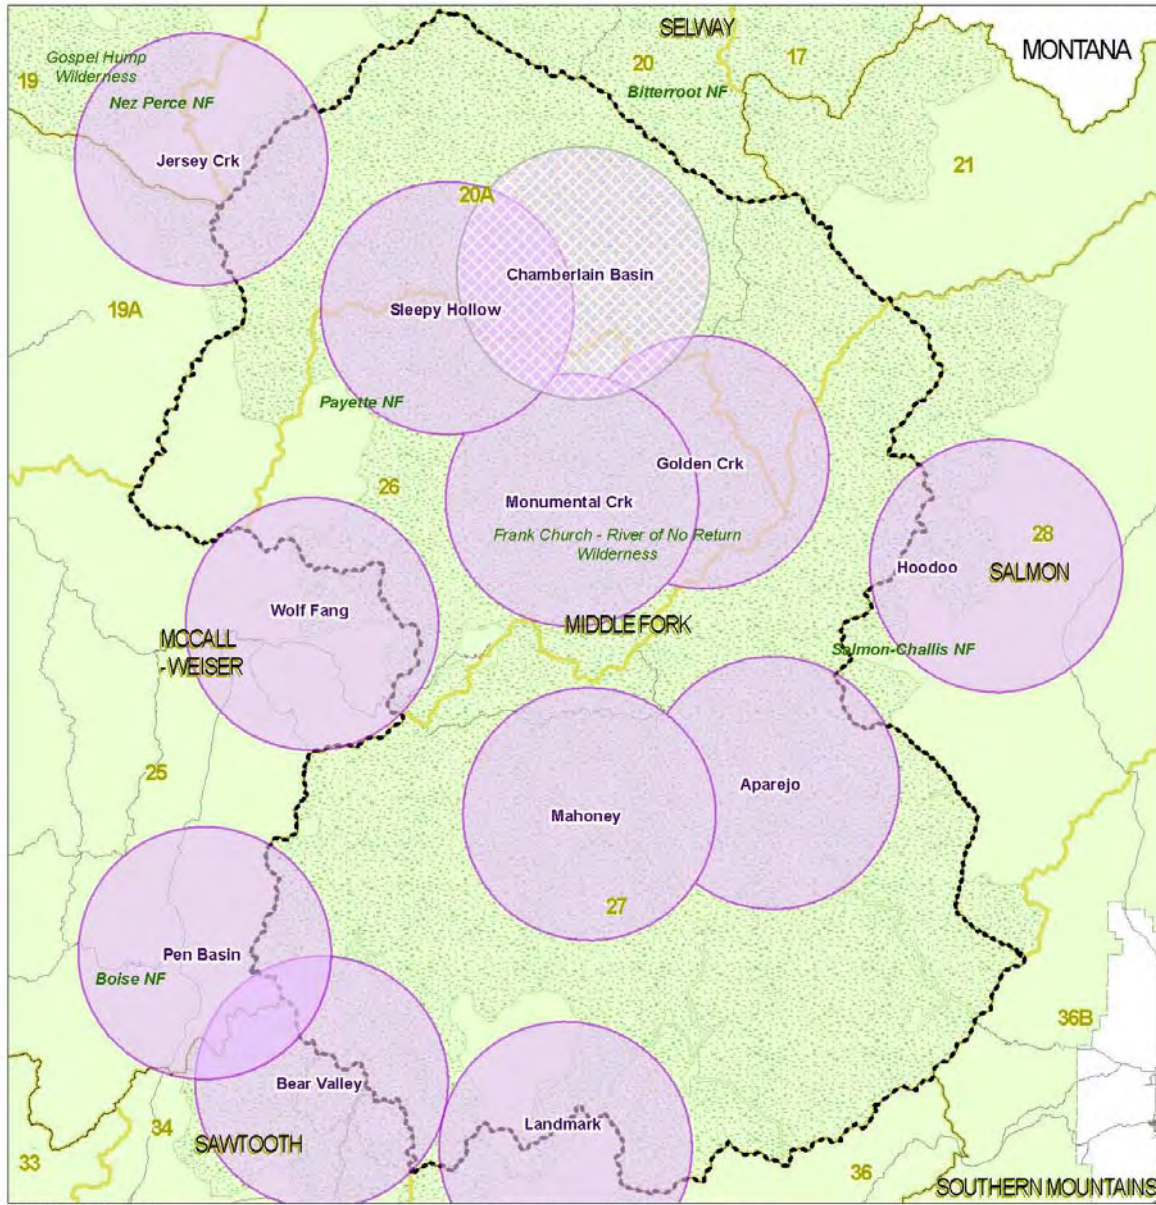 SELWAY
MONTANA
Gospel Hump
Wilderness
19
20
17
Nez Perce NF
Bitterroot NF
Jersey Crk
21
20A
Chamberlain Basin
19A
Sleepy Hollow
Payette NF
Golden Crk
26
Monumental Crk
Frank Church - River of No Return
Wilderness
28
Hoodoo
SALMON
Wolf Fang
MIDDLE FORK
MCCALL
- WEISER
Salmon-Challis NF
25
Aparejo
Mahoney
27
Pen Basin
Boise NF
36B
Bear Valley
Landmark
34
SAWTOOTH
33
36
SOUTHERN MOUNTAINS